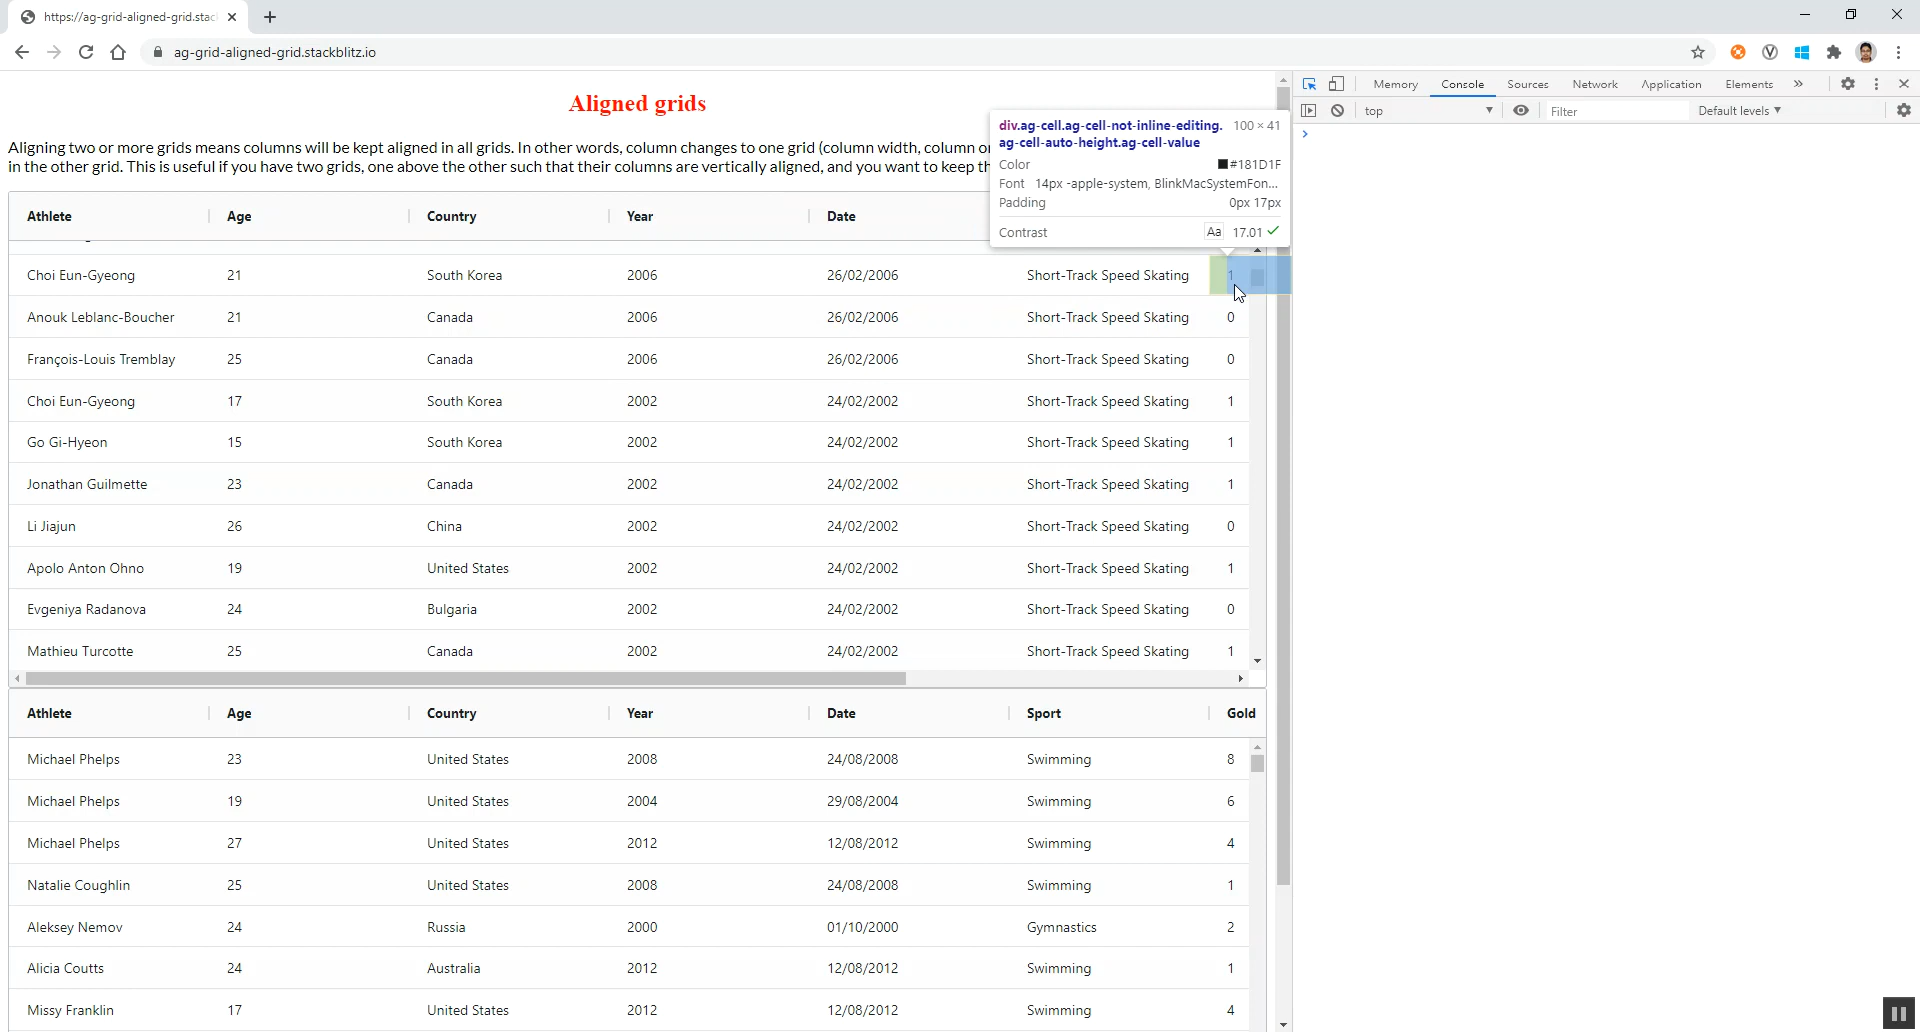 https://ag-grid-aligned-grid.stac
ag-grid-aligned-grid.stackblitz.io
Memory Console Sources Network Application Elements »
top Filter Default levels
Aligned grids
Aligning two or more grids means columns will be kept aligned in all grids. In other words, column changes to one grid (column width, column or
in the other grid. This is useful if you have two grids, one above the other such that their columns are vertically aligned, and you want to keep th
div.ag-cell.ag-cell-not-inline-editing. 100 × 41
ag-cell-auto-height.ag-cell-value
Color #181D1F
Font 14px -apple-system, BlinkMacSystemFon...
Padding 0px 17px
Contrast Aa 17.01
Athlete Age Country Year Date
Choi Eun-Gyeong 21 South Korea 2006 26/02/2006 Short-Track Speed Skating 1
Anouk Leblanc-Boucher 21 Canada 2006 26/02/2006 Short-Track Speed Skating 0
François-Louis Tremblay 25 Canada 2006 26/02/2006 Short-Track Speed Skating 0
Choi Eun-Gyeong 17 South Korea 2002 24/02/2002 Short-Track Speed Skating 1
Go Gi-Hyeon 15 South Korea 2002 24/02/2002 Short-Track Speed Skating 1
Jonathan Guilmette 23 Canada 2002 24/02/2002 Short-Track Speed Skating 1
Li Jiajun 26 China 2002 24/02/2002 Short-Track Speed Skating 0
Apolo Anton Ohno 19 United States 2002 24/02/2002 Short-Track Speed Skating 1
Evgeniya Radanova 24 Bulgaria 2002 24/02/2002 Short-Track Speed Skating 0
Mathieu Turcotte 25 Canada 2002 24/02/2002 Short-Track Speed Skating 1
Athlete Age Country Year Date Sport Gold
Michael Phelps 23 United States 2008 24/08/2008 Swimming 8
Michael Phelps 19 United States 2004 29/08/2004 Swimming 6
Michael Phelps 27 United States 2012 12/08/2012 Swimming 4
Natalie Coughlin 25 United States 2008 24/08/2008 Swimming 1
Aleksey Nemov 24 Russia 2000 01/10/2000 Gymnastics 2
Alicia Coutts 24 Australia 2012 12/08/2012 Swimming 1
Missy Franklin 17 United States 2012 12/08/2012 Swimming 4